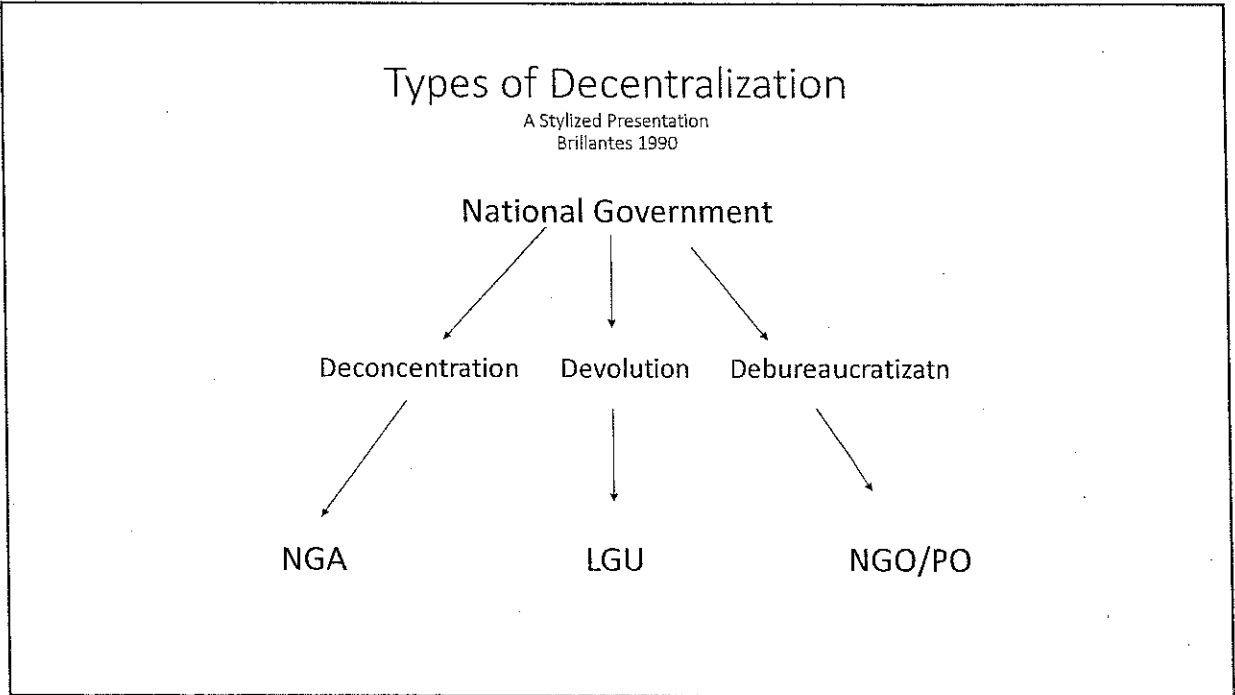 Types of Decentralization
A Stylized Presentation
Brillantes 1990
National Government
Deconcentration Devolution Debureaucratizatn
NGA LGU NGO/PO